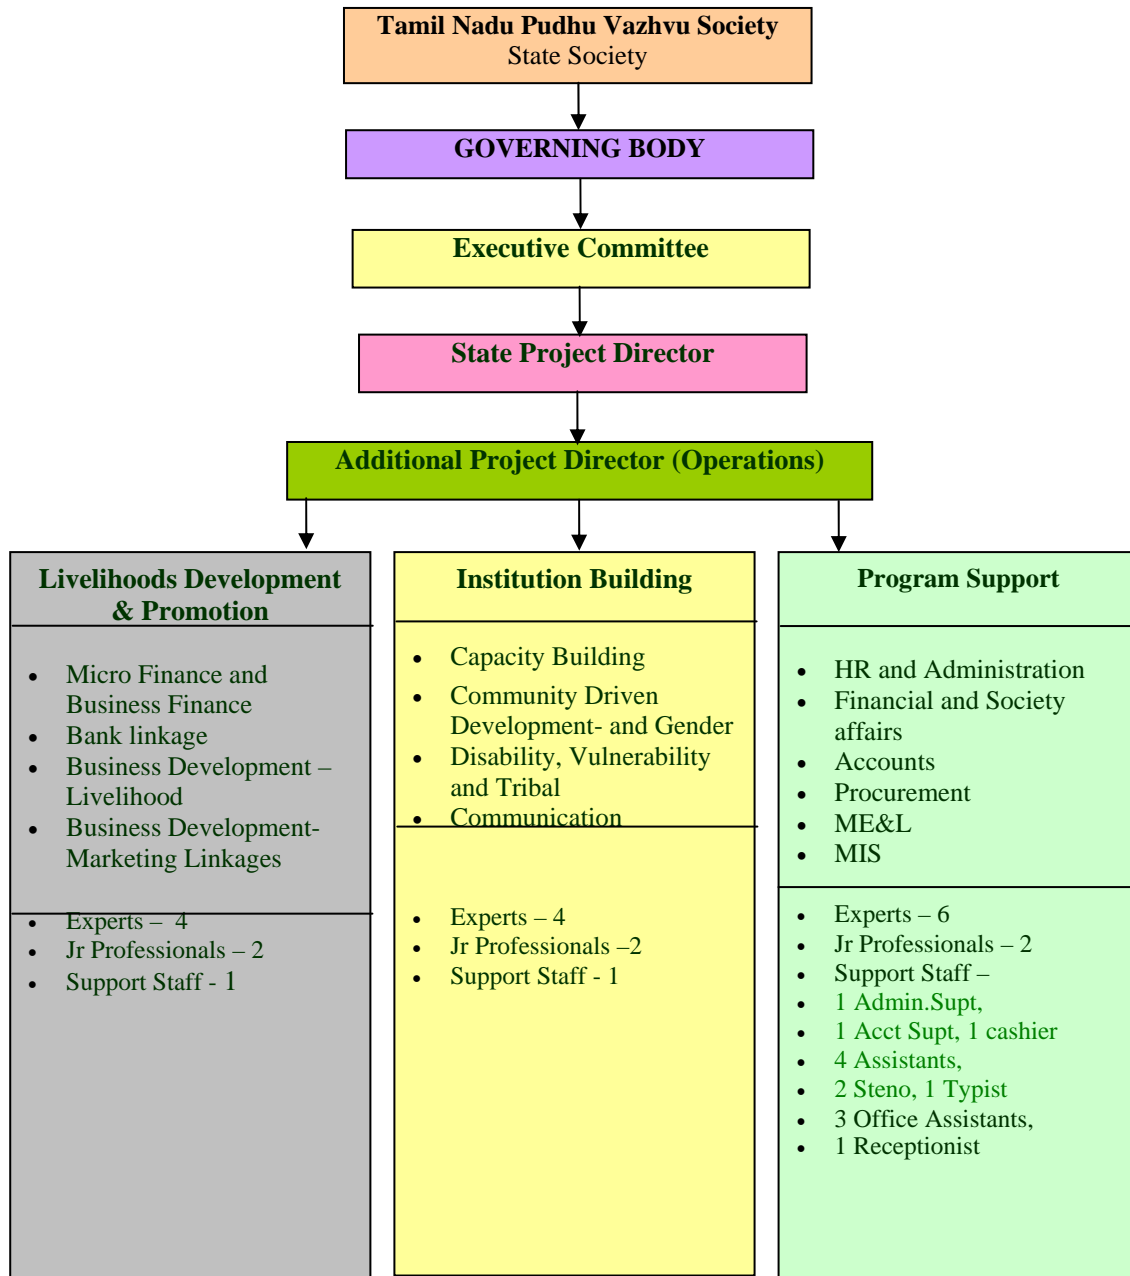 Tamil Nadu Pudhu Vazhvu Society
State Society
GOVERNING BODY
Executive Committee
State Project Director
Additional Project Director (Operations)
Livelihoods Development
& Promotion
• Micro Finance and
Business Finance
• Bank linkage
• Business Development –
Livelihood
• Business Development-
Marketing Linkages
• Experts – 4
• Jr Professionals – 2
• Support Staff - 1
Institution Building
• Capacity Building
• Community Driven
Development- and Gender
• Disability, Vulnerability
and Tribal
• Communication
• Experts – 4
• Jr Professionals –2
• Support Staff - 1
Program Support
• HR and Administration
• Financial and Society
affairs
• Accounts
• Procurement
• ME&L
• MIS
• Experts – 6
• Jr Professionals – 2
• Support Staff –
• 1 Admin.Supt,
• 1 Acct Supt, 1 cashier
• 4 Assistants,
• 2 Steno, 1 Typist
• 3 Office Assistants,
• 1 Receptionist